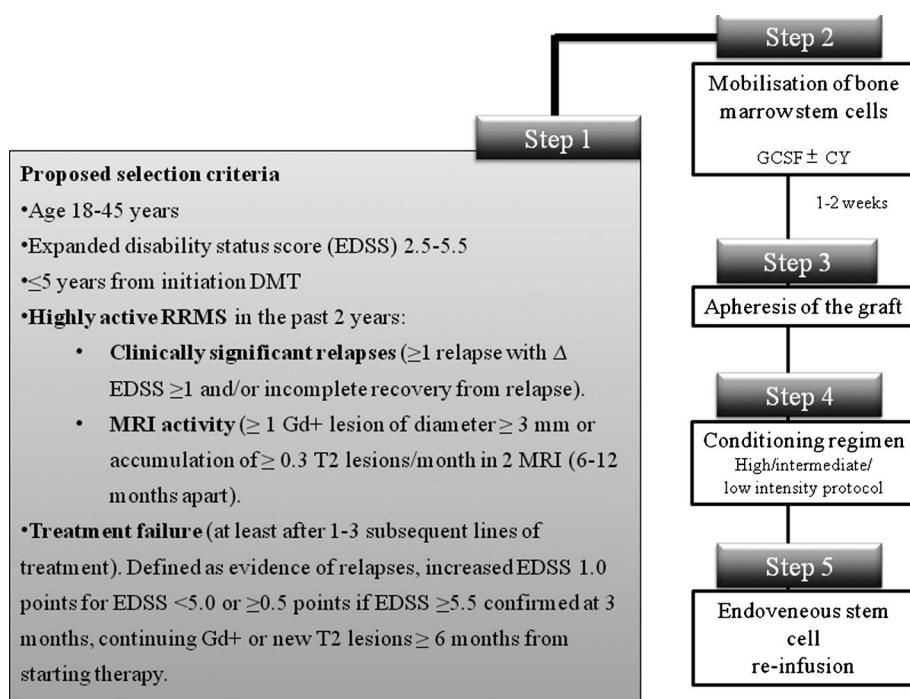 Step 1
Proposed selection criteria
•Age 18-45 years
•Expanded disability status score (EDSS) 2.5-5.5
•≤5 years from initiation DMT
•Highly active RRMS in the past 2 years:
• Clinically significant relapses (≥1 relapse with Δ
EDSS ≥1 and/or incomplete recovery from relapse).
• MRI activity (≥ 1 Gd+ lesion of diameter ≥ 3 mm or
accumulation of ≥ 0.3 T2 lesions/month in 2 MRI (6-12
months apart).
•Treatment failure (at least after 1-3 subsequent lines of
treatment). Defined as evidence of relapses, increased EDSS 1.0
points for EDSS <5.0 or ≥0.5 points if EDSS ≥5.5 confirmed at 3
months, continuing Gd+ or new T2 lesions ≥ 6 months from
starting therapy.
Step 2
Mobilisation of bone
marrow stem cells
GCSF ± CY
1-2 weeks
Step 3
Apheresis of the graft
Step 4
Conditioning regimen
High/intermediate/
low intensity protocol
Step 5
Endoveneous stem
cell
re-infusion